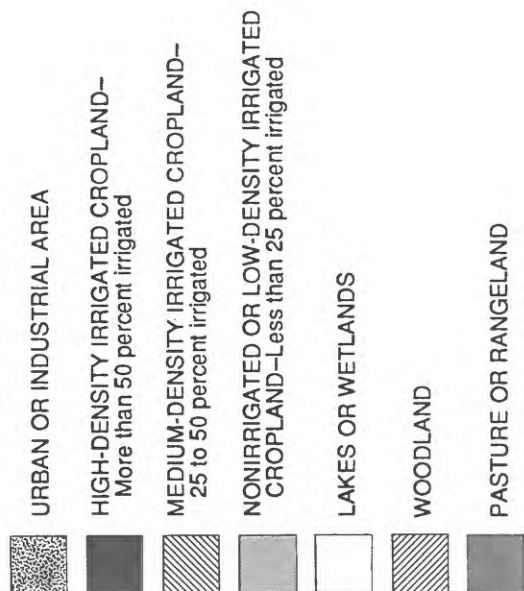 URBAN OR INDUSTRIAL AREA
HIGH-DENSITY IRRIGATED CROPLAND–
More than 50 percent irrigated
MEDIUM-DENSITY IRRIGATED CROPLAND–
25 to 50 percent irrigated
NONIRRIGATED OR LOW-DENSITY IRRIGATED
CROPLAND–Less than 25 percent irrigated
LAKES OR WETLANDS
WOODLAND
PASTURE OR RANGELAND